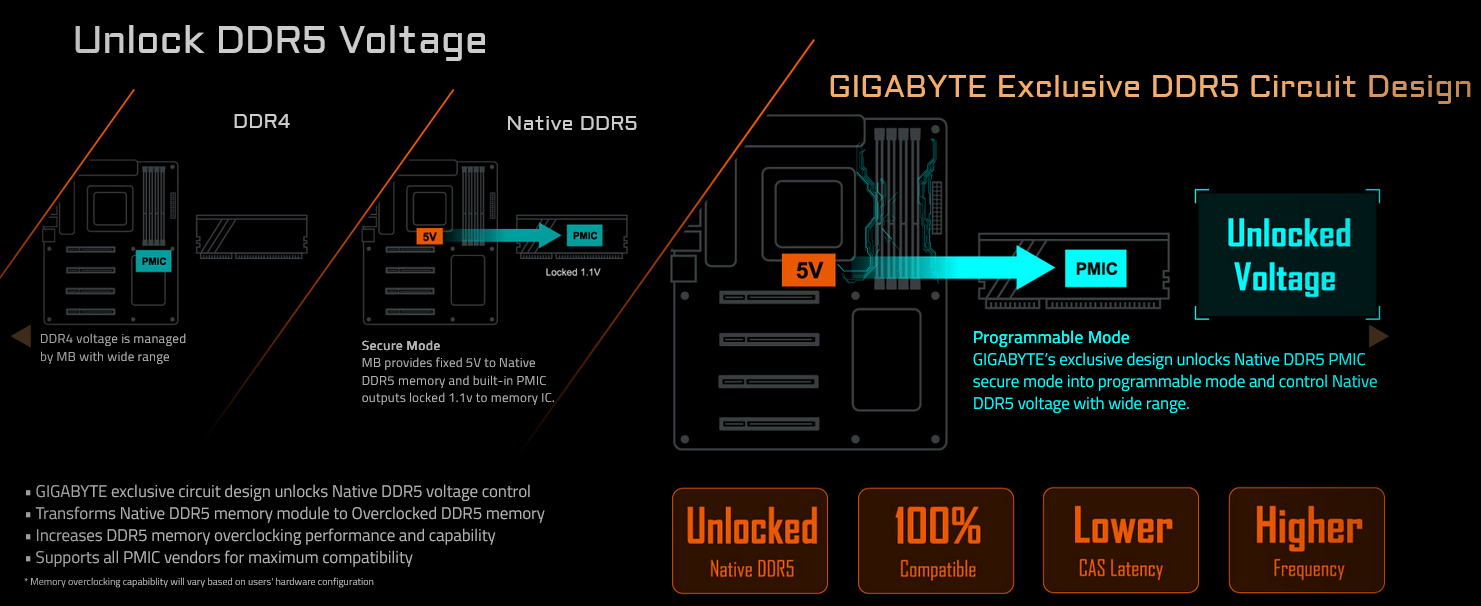 Unlock DDR5 Voltage
DDR4
PMIC
DDR4 voltage is managed
by MB with wide range
Native DDR5
5V
PMIC
Locked 1.1V
Secure Mode
MB provides fixed 5V to Native
DDR5 memory and built-in PMIC
outputs locked 1.1v to memory IC.
GIGABYTE Exclusive DDR5 Circuit Design
5V
PMIC
Unlocked
Voltage
Programmable Mode
GIGABYTE's exclusive design unlocks Native DDR5 PMIC
secure mode into programmable mode and control Native
DDR5 voltage with wide range.
▪ GIGABYTE exclusive circuit design unlocks Native DDR5 voltage control
▪ Transforms Native DDR5 memory module to Overclocked DDR5 memory
▪ Increases DDR5 memory overclocking performance and capability
▪ Supports all PMIC vendors for maximum compatibility
* Memory overclocking capabiblity will vary based on users' hardware configuration
Unlocked
Native DDR5
100%
Compatible
Lower
CAS Latency
Higher
Frequency